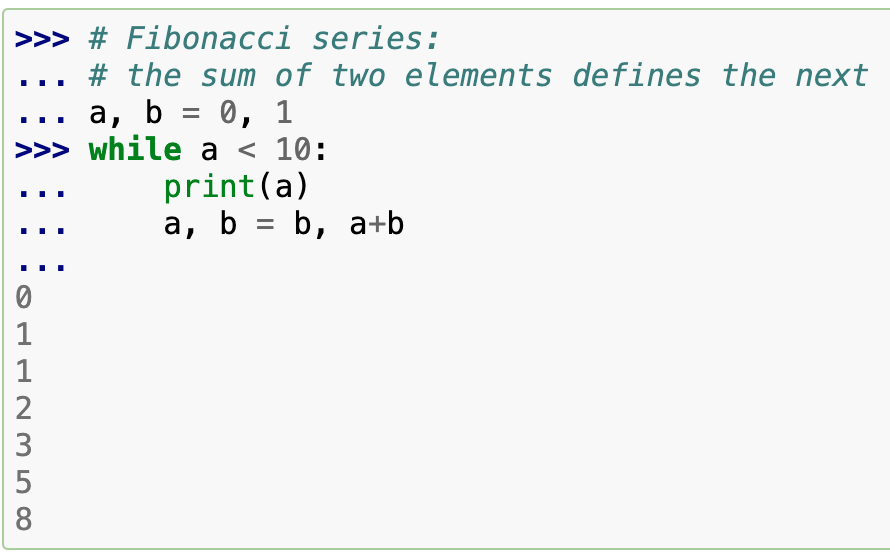 >>> # Fibonacci series:
... # the sum of two elements defines the next
... a, b = 0, 1
>>> while a < 10:
...     print(a)
...     a, b = b, a+b
...
0
1
1
2
3
5
8